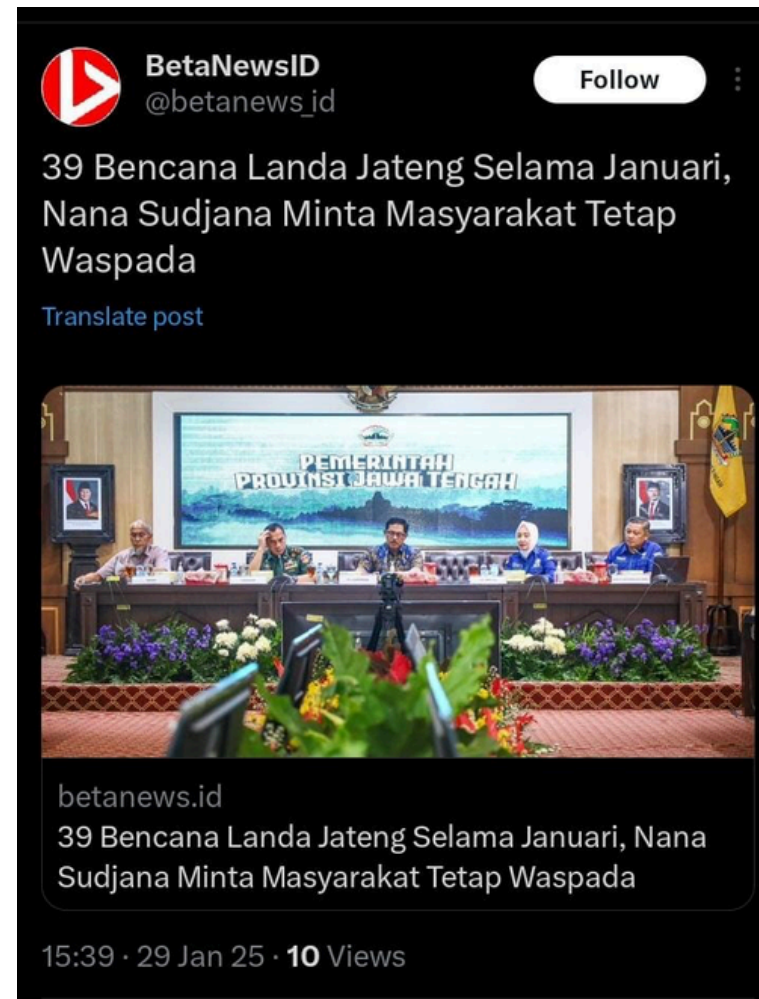 BetaNewsID
Follow
@betanews_id
39 Bencana Landa Jateng Selama Januari,
Nana Sudjana Minta Masyarakat Tetap
Waspada
Translate post
PEMERINTAH
PROVINSI JAWA TENGAH
betanews.id
39 Bencana Landa Jateng Selama Januari, Nana
Sudjana Minta Masyarakat Tetap Waspada
15:39 · 29 Jan 25 · 10 Views